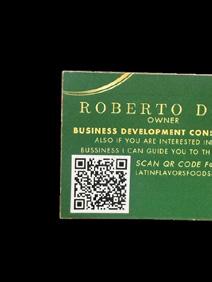 ROBERTO D
OWNER
BUSINESS DEVELOPMENT CONS
ALSO IF YOU ARE INTERESTED IN
BUSSINESS I CAN GUIDE YOU TO TH
SCAN QR CODE F
LATINFLAVORSFOODS